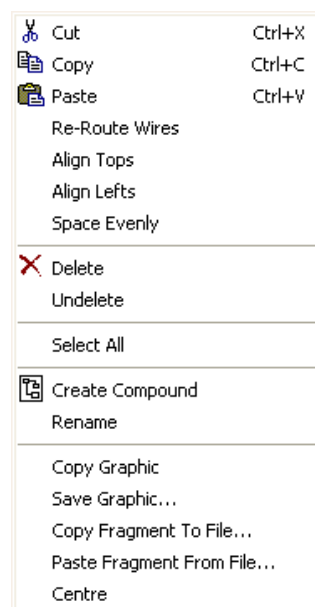 Cut Ctrl+X
Copy Ctrl+C
Paste Ctrl+V
Re-Route Wires
Align Tops
Align Lefts
Space Evenly
Delete
Undelete
Select All
Create Compound
Rename
Copy Graphic
Save Graphic...
Copy Fragment To File...
Paste Fragment From File...
Centre